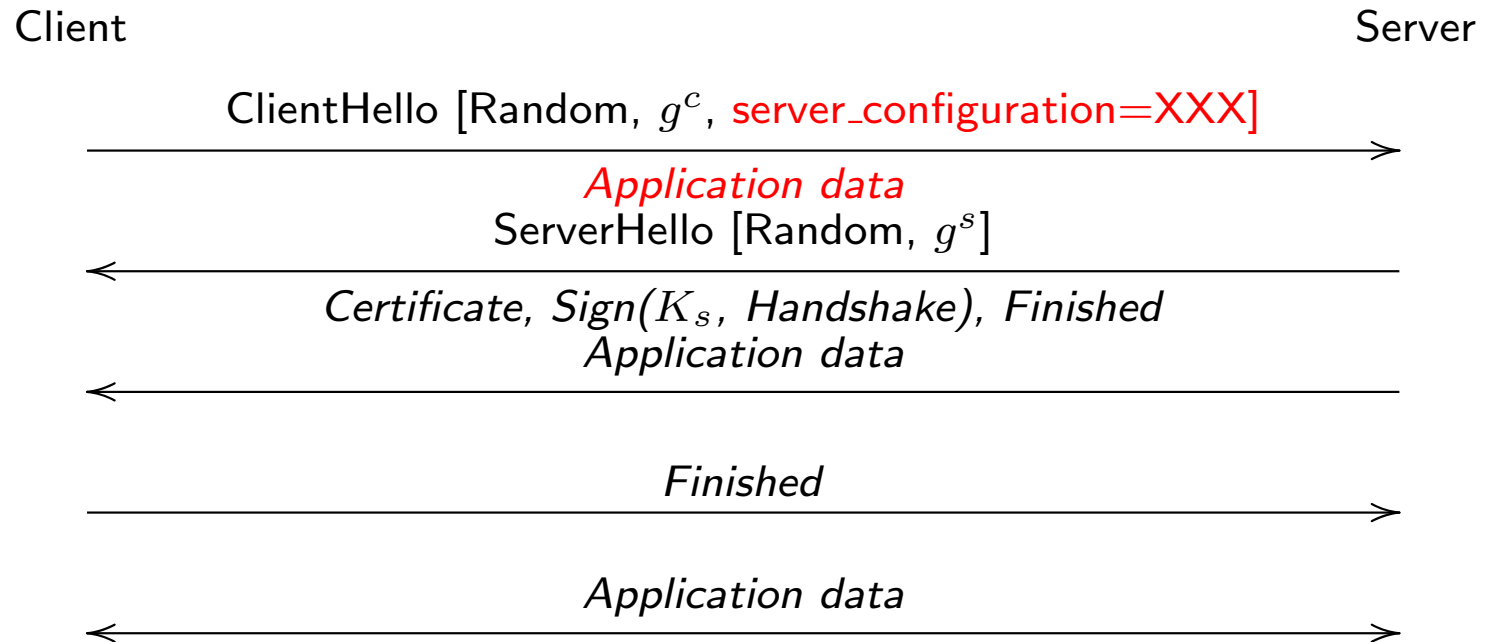 Client Server
ClientHello [Random, g^c, server_configuration=XXX]
Application data
ServerHello [Random, g^s]
Certificate, Sign(K_s, Handshake), Finished
Application data
Finished
Application data